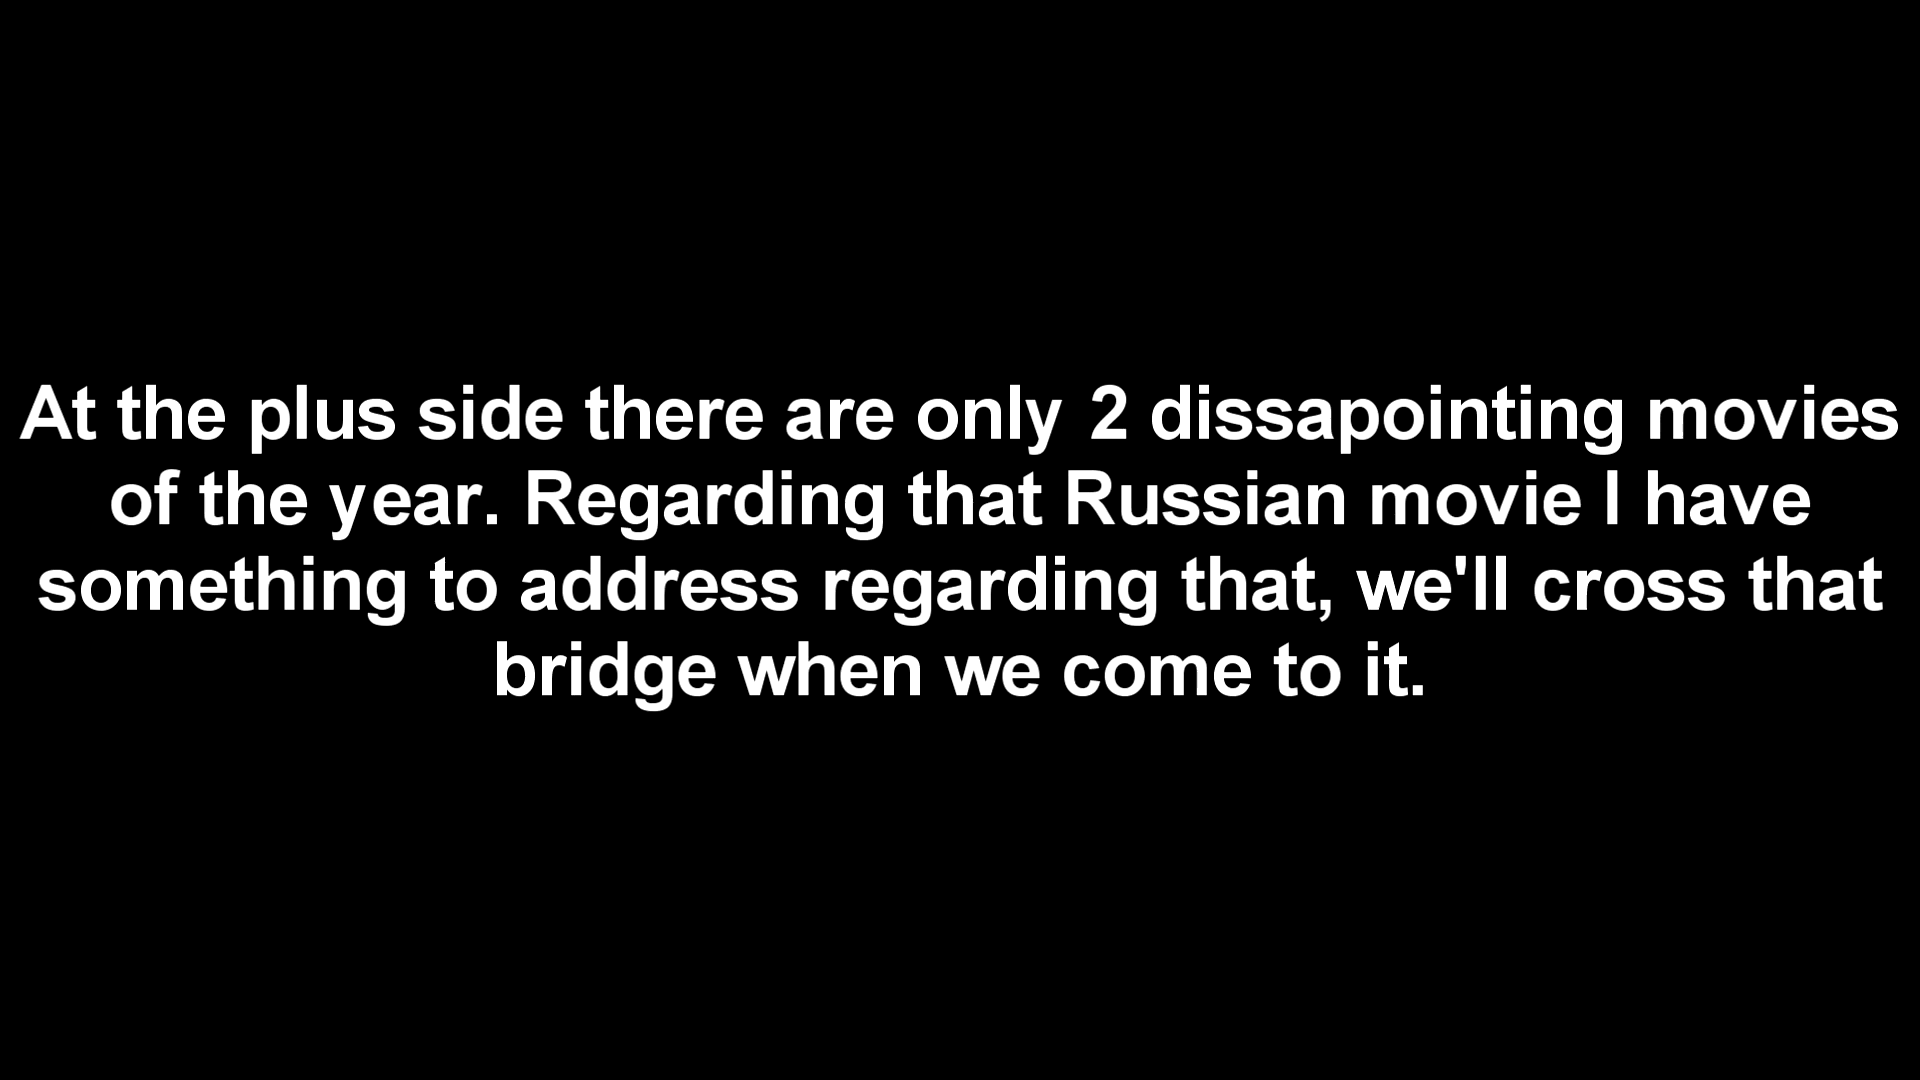 At the plus side there are only 2 dissapointing movies
of the year. Regarding that Russian movie I have
something to address regarding that, we'll cross that
bridge when we come to it.